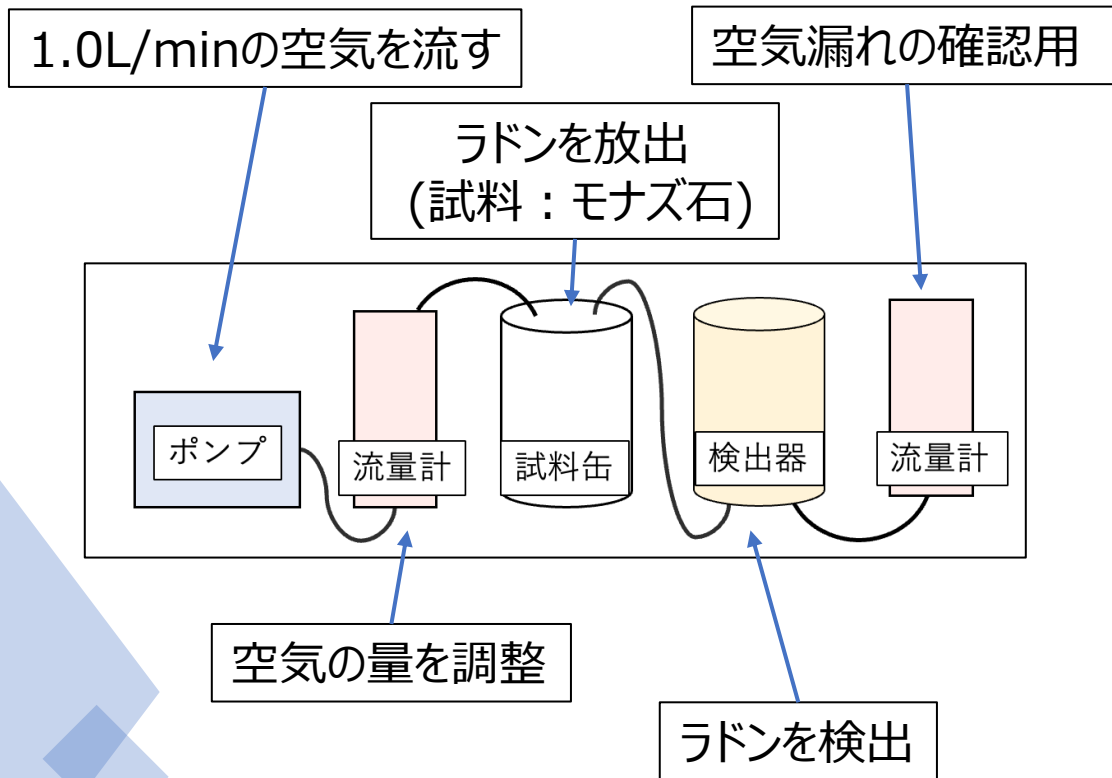 1.0L/minの空気を流す
空気漏れの確認用
ラドンを放出
(試料：モナズ石)
ポンプ
流量計
試料缶
検出器
流量計
空気の量を調整
ラドンを検出